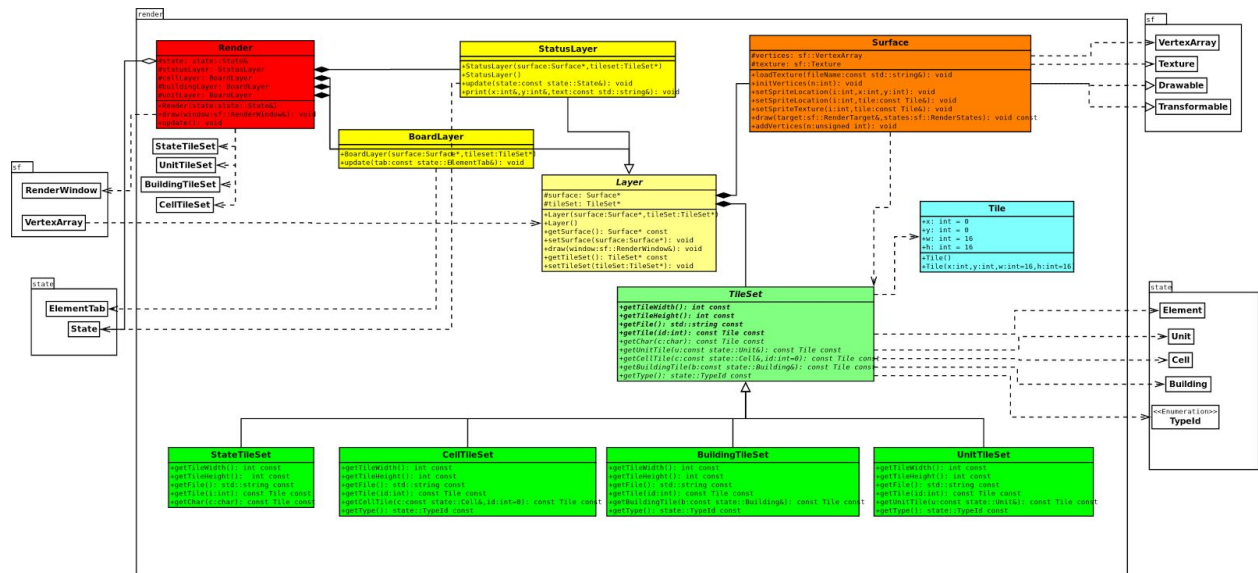 render
Render
#state: state::State&
#statusLayer: StatusLayer
#cellLayer: BoardLayer
#buildingLayer: BoardLayer
#unitLayer: BoardLayer
+Render(state:state::State&)
+draw(window:sf::RenderWindow&): void
+update(): void
StatusLayer
+StatusLayer(surface:Surface*,tileset:TileSet*)
+StatusLayer()
+update(state:const state::State&): void
+print(x:int&,y:int&,text:const std::string&): void
Surface
#vertices: sf::VertexArray
#texture: sf::Texture
+loadTexture(fileName:const std::string&): void
+initVertices(n:int): void
+setSpriteLocation(i:int,x:int,y:int): void
+setSpriteLocation(i:int,tile:const Tile&): void
+setSpriteTexture(i:int,tile:const Tile&): void
+draw(target:sf::RenderTarget&,states:sf::RenderStates): void const
+addVertices(n:unsigned int): void
sf
VertexArray
Texture
Drawable
Transformable
BoardLayer
+BoardLayer(surface:Surface*,tileset:TileSet*)
+update(tab:const state::ElementTab&): void
StateTileSet
UnitTileSet
BuildingTileSet
CellTileSet
sf
RenderWindow
VertexArray
Layer
#surface: Surface*
#tileSet: TileSet*
+Layer(surface:Surface*,tileSet:TileSet*)
+Layer()
+getSurface(): Surface* const
+setSurface(surface:Surface*): void
+draw(window:sf::RenderWindow&): void
+getTileSet(): TileSet* const
+setTileSet(tileSet:TileSet*): void
Tile
+x: int = 0
+y: int = 0
+w: int = 16
+h: int = 16
+Tile()
+Tile(x:int,y:int,w:int=16,h:int=16)
state
ElementTab
State
TileSet
+getTileWidth(): int const
+getTileHeight(): int const
+getFile(): std::string const
+getTile(id:int): const Tile const
+getChar(c:char): const Tile const
+getUnitTile(u:const state::Unit&): const Tile const
+getCellTile(c:const state::Cell&,id:int=0): const Tile const
+getBuildingTile(b:const state::Building&): const Tile const
+getType(): state::TypeId const
state
Element
Unit
Cell
Building
<<Enumeration>>
TypeId
StateTileSet
+getTileWidth(): int const
+getTileHeight(): int const
+getFile(): std::string const
+getTile(i:int): const Tile const
+getChar(c:char): const Tile const
CellTileSet
+getTileWidth(): int const
+getTileHeight(): int const
+getFile(): std::string const
+getTile(id:int): const Tile const
+getCellTile(c:const state::Cell&,id:int=0): const Tile const
+getType(): state::TypeId const
BuildingTileSet
+getTileWidth(): int const
+getTileHeight(): int const
+getFile(): std::string const
+getTile(id:int): const Tile const
+getBuildingTile(b:const state::Building&): const Tile const
+getType(): state::TypeId const
UnitTileSet
+getTileWidth(): int const
+getTileHeight(): int const
+getFile(): std::string const
+getTile(id:int): const Tile const
+getUnitTile(u:const state::Unit&): const Tile const
+getType(): state::TypeId const